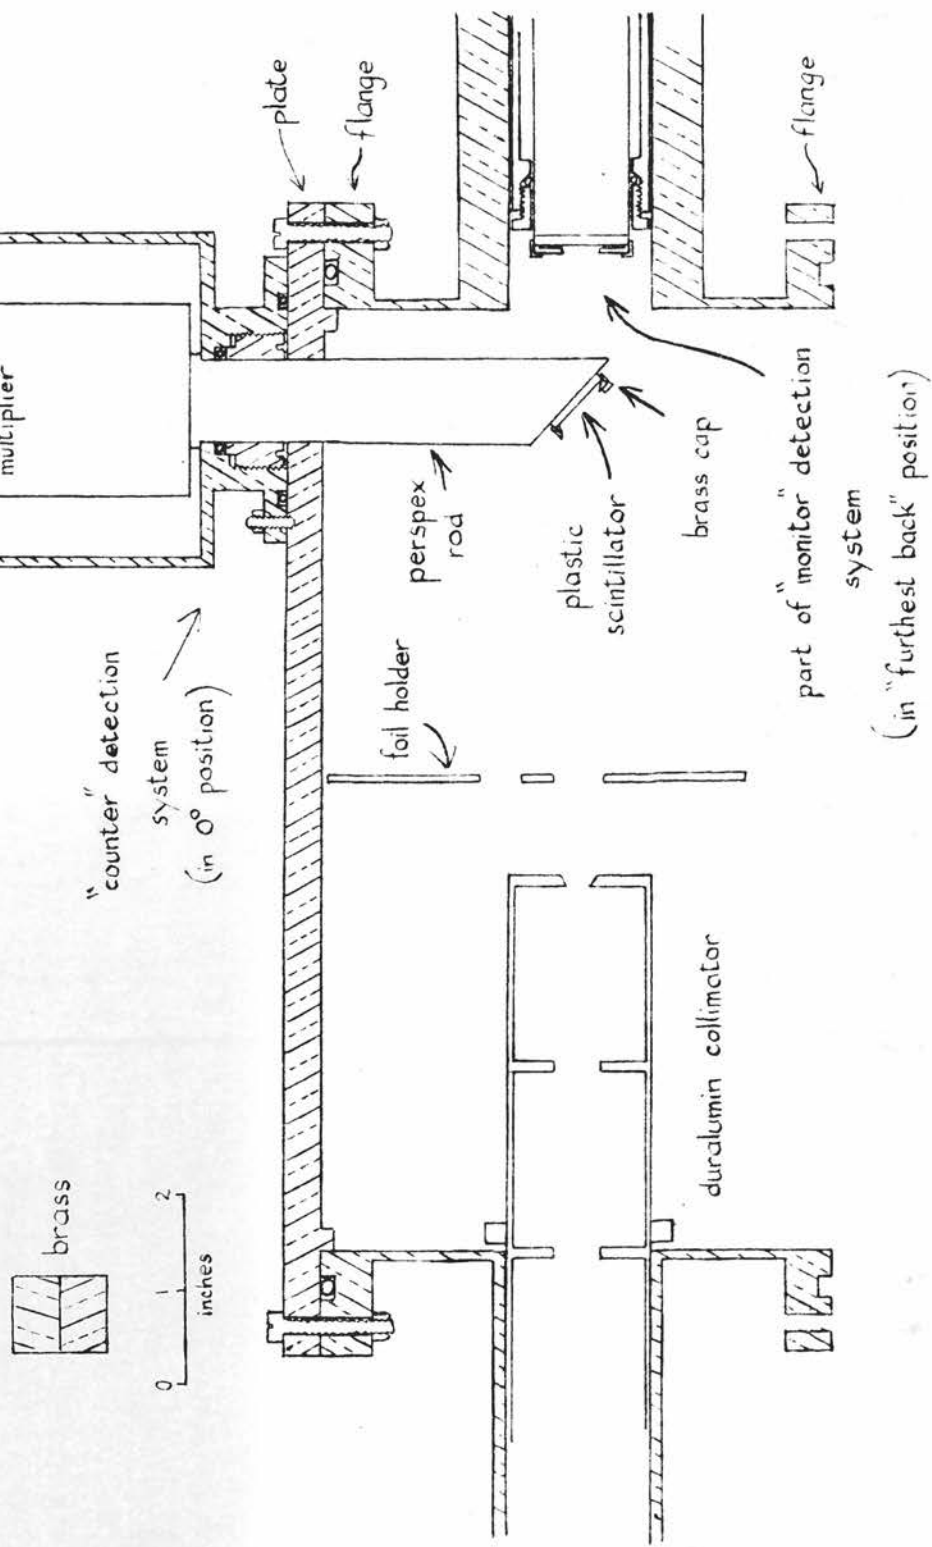 multiplier
plate
flange
"counter" detection
system
(in 0° position)
perspex
rod
plastic
scintillator
brass cap
flange
part of "monitor" detection
system
(in "furthest back" position)
foil holder
duralumin collimator
brass
0 1 2
inches